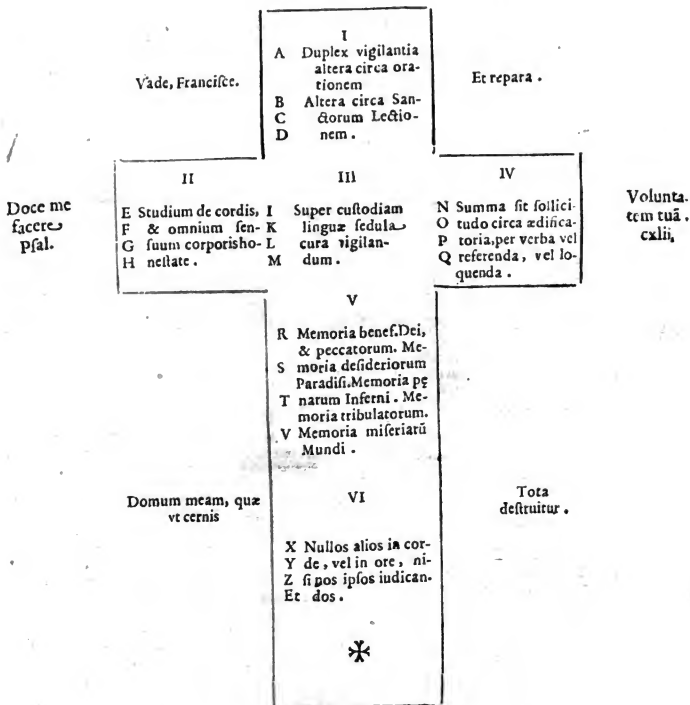 Vade, Franciſce.
I
A Duplex vigilantia
altera circa ora-
tionem
B Altera circa San-
C ctorum Lectio-
D nem .
Et repara .
Doce me
facere
Pſal.
II
E Studium de cordis,
F & omnium ſen-
G ſuum corporisho-
H neſtate .
III
I Super cuſtodiam
K linguæ ſedula
L cura vigilan-
M dum .
IV
N Summa ſit ſollici-
O tudo circa ædifica-
P toria, per verba vel
Q referenda, vel lo-
quenda .
Volunta-
tem tuã .
cxlii,
V
R Memoria benef.Dei,
& peccatorum. Me-
S moria deſideriorum
Paradiſi.Memoria pę
T narum Inferni . Me-
moria tribulatorum.
V Memoria miſeriarũ
Mundi .
Domum meam, quæ
vt cernis
VI
X Nullos alios in cor-
Y de , vel in ore , ni-
Z ſi nos ipſos iudican-
Et dos .
Tota
deſtruitur .